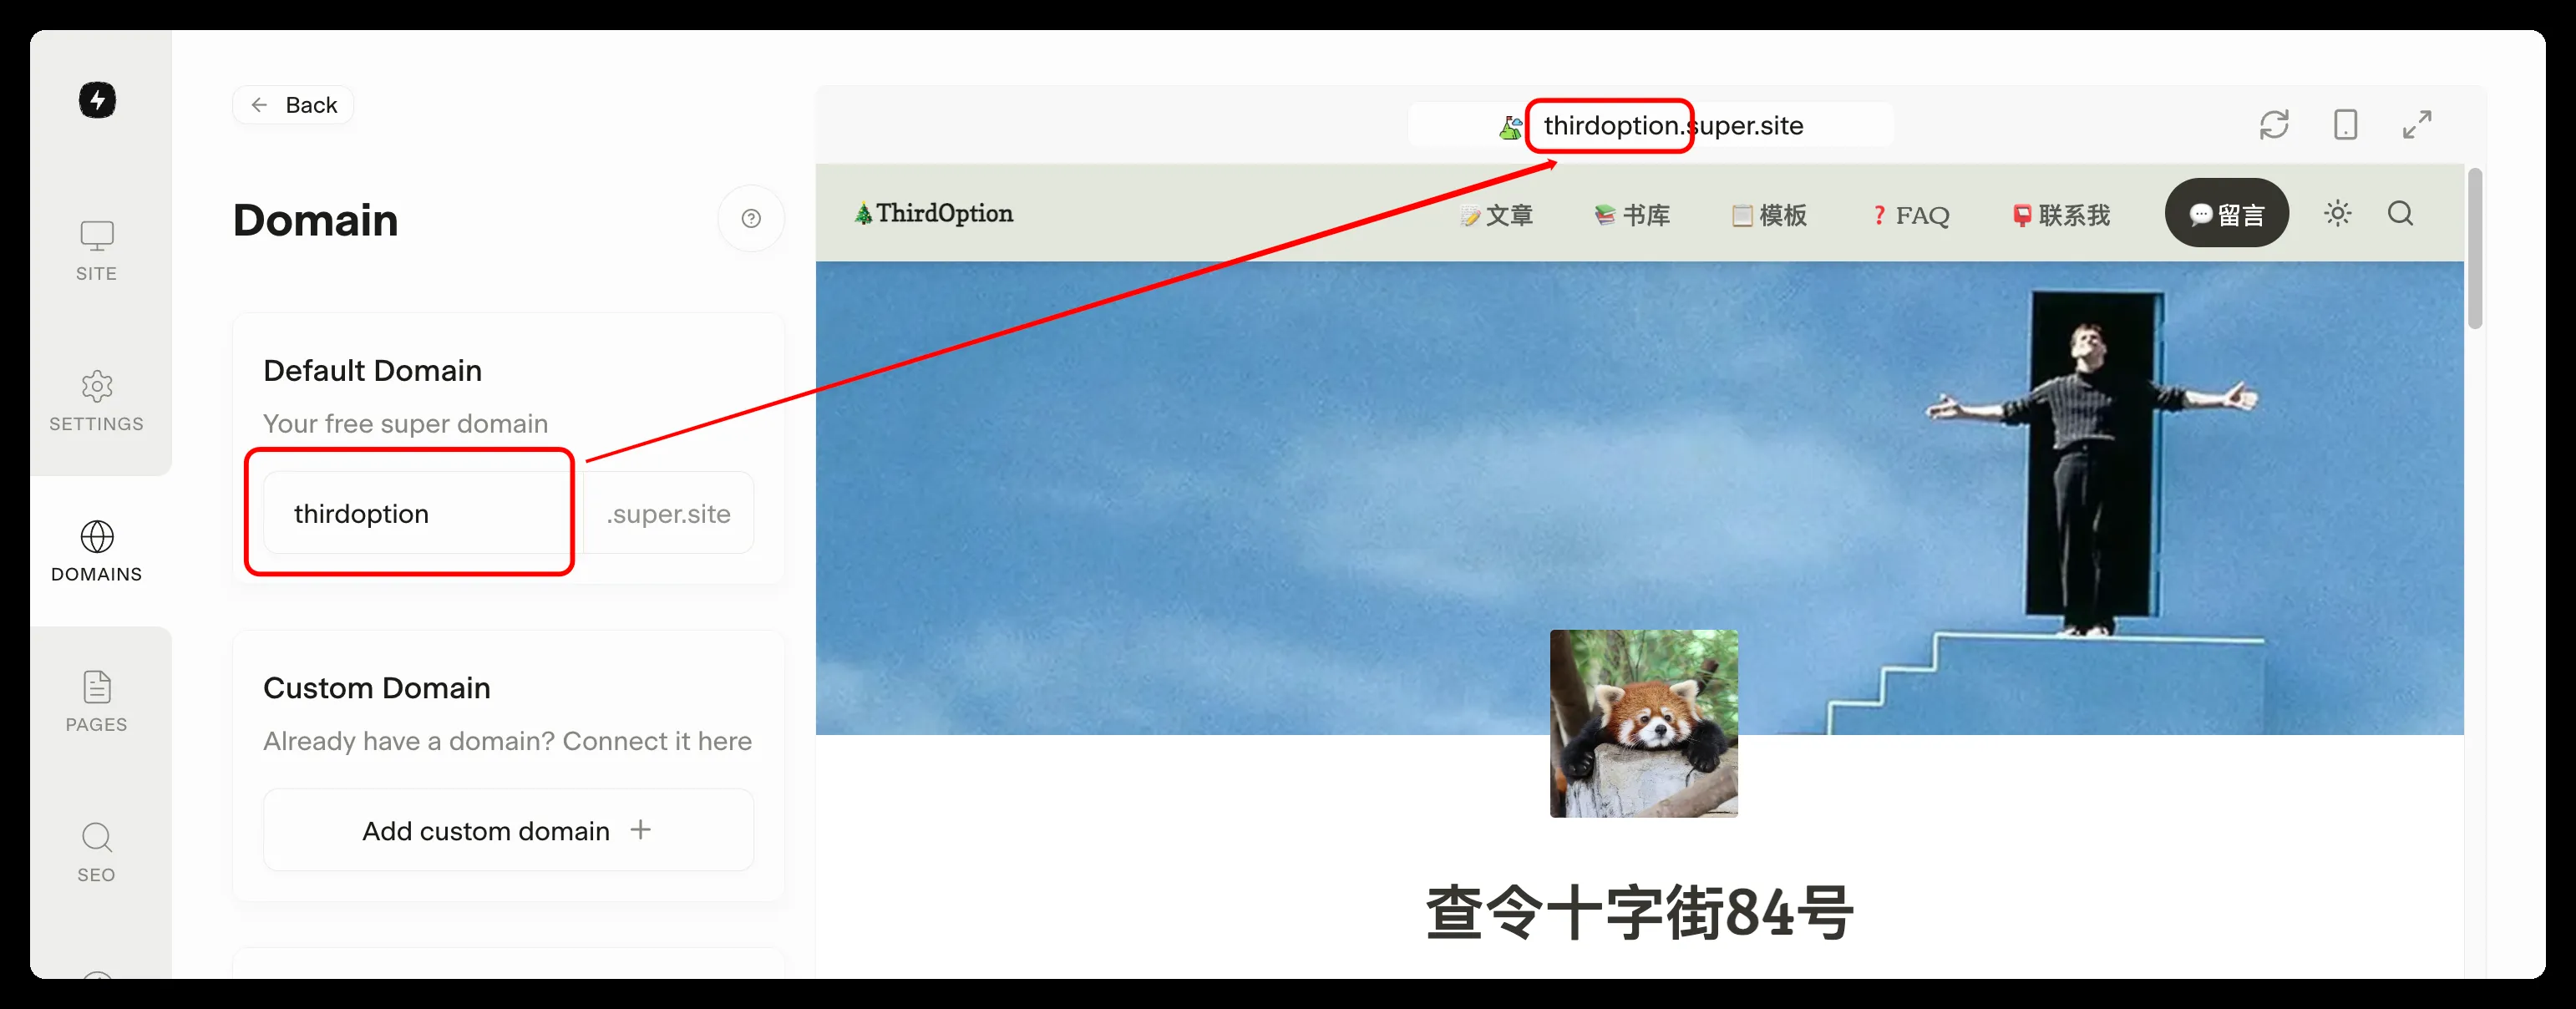 Back
Domain
SITE
SETTINGS
DOMAINS
PAGES
SEO
Default Domain
Your free super domain
thirdoption .super.site
Custom Domain
Already have a domain? Connect it here
Add custom domain +
thirdoption.super.site
ThirdOption
文章 书库 模板 ? FAQ 联系我 留言
查令十字街84号